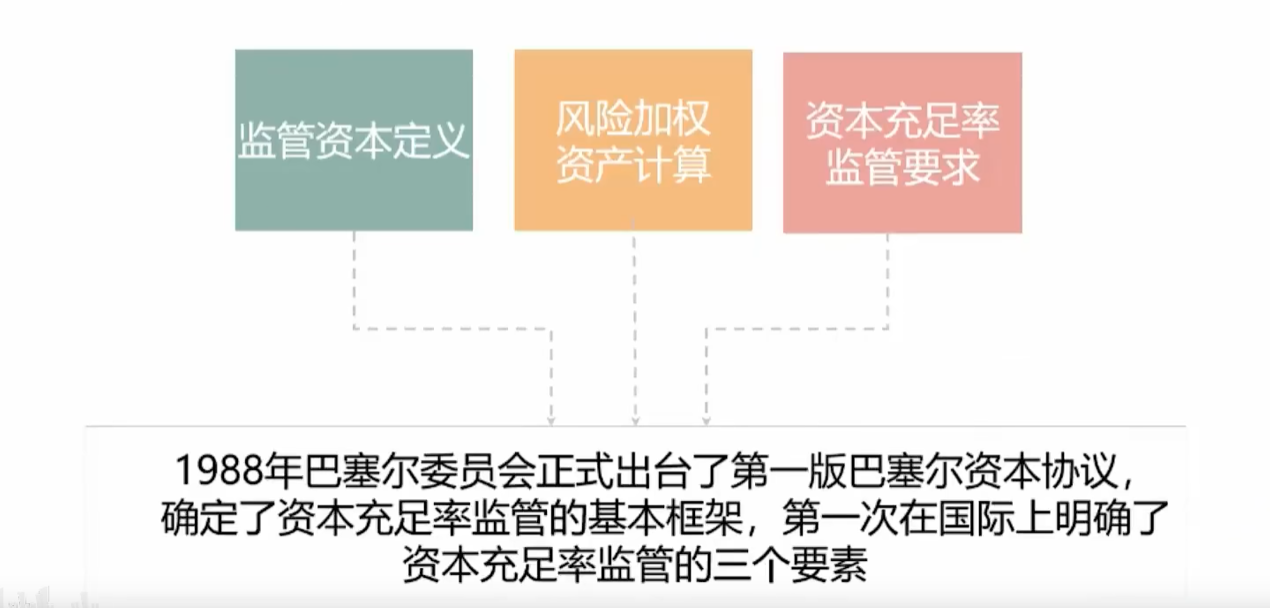 监管资本定义
风险加权
资产计算
资本充足率
监管要求
1988年巴塞尔委员会正式出台了第一版巴塞尔资本协议，
确定了资本充足率监管的基本框架，第一次在国际上明确了
资本充足率监管的三个要素